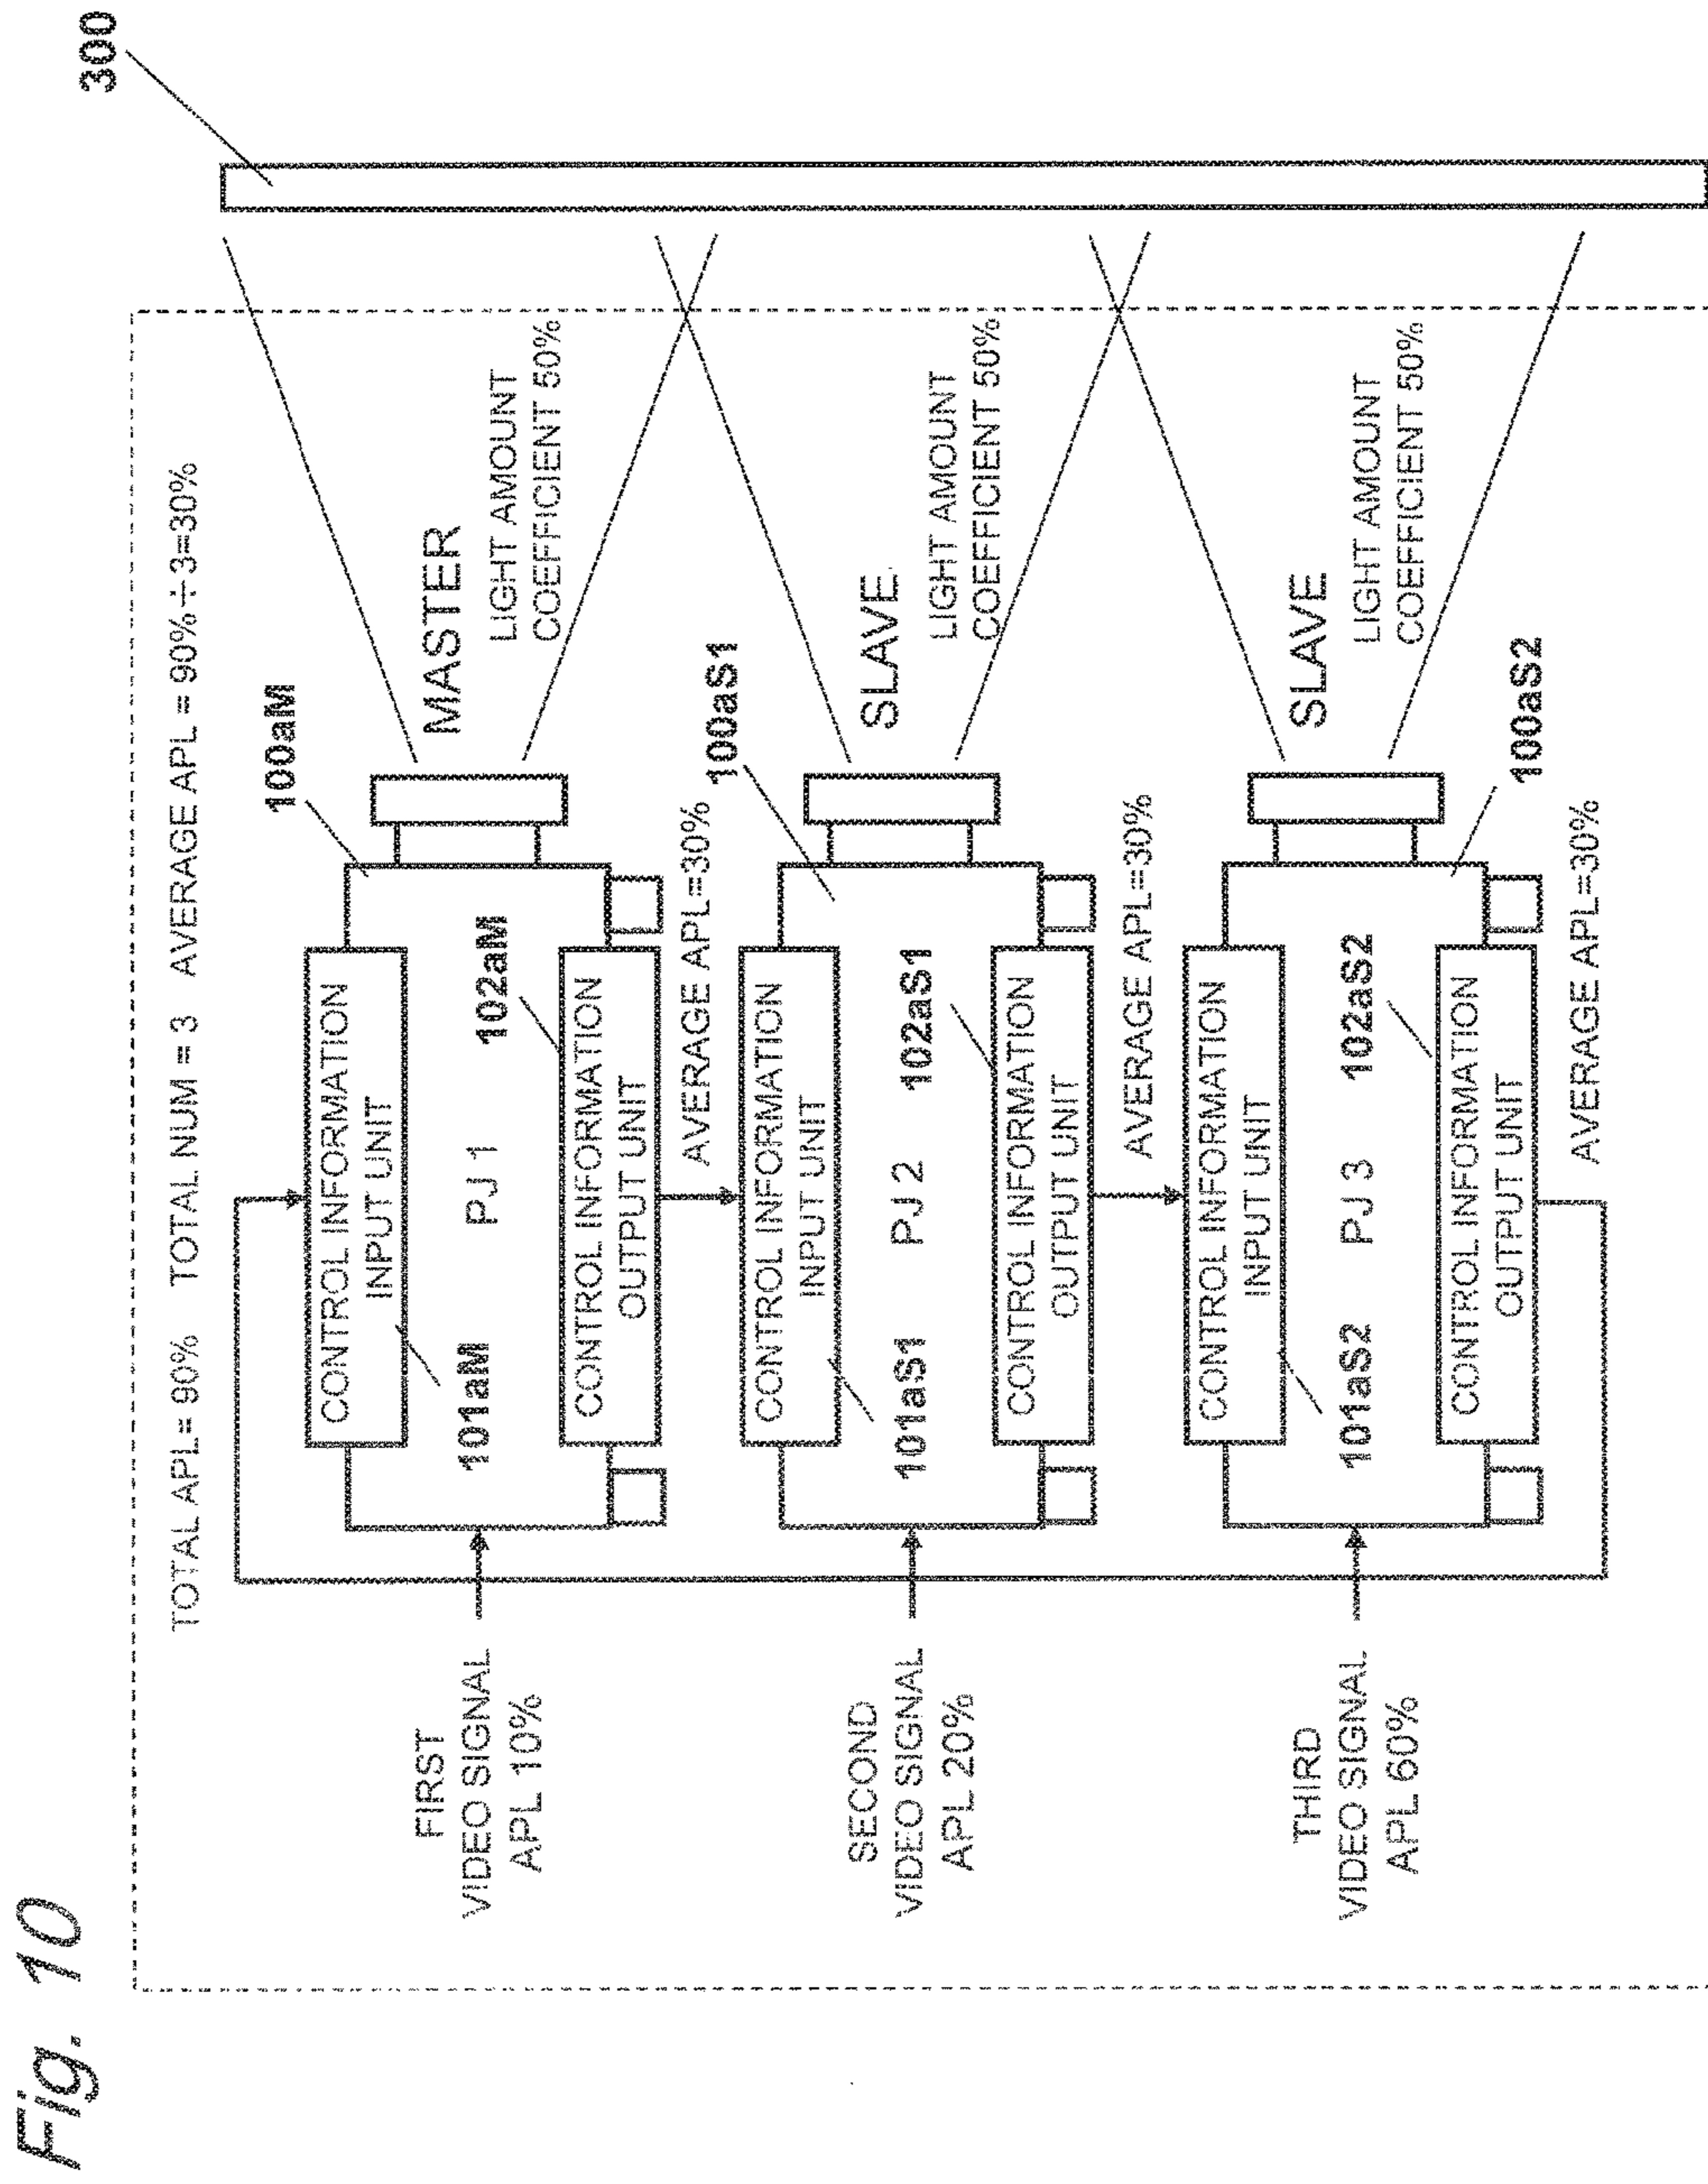 Fig. 10
300
TOTAL APL= 90% TOTAL NUM = 3 AVERAGE APL = 90%÷3=30%
100aM
CONTROL INFORMATION
INPUT UNIT
MASTER
FIRST
VIDEO SIGNAL
APL 10%
101aM
PJ 1
102aM
LIGHT AMOUNT
COEFFICIENT 50%
CONTROL INFORMATION
OUTPUT UNIT
AVERAGE APL=30%
100aS1
CONTROL INFORMATION
INPUT UNIT
SLAVE
SECOND
VIDEO SIGNAL
APL 20%
101aS1
PJ 2
102aS1
LIGHT AMOUNT
COEFFICIENT 50%
CONTROL INFORMATION
OUTPUT UNIT
AVERAGE APL=30%
CONTROL INFORMATION
INPUT UNIT
SLAVE
THIRD
VIDEO SIGNAL
APL 60%
101aS2
PJ 3
102aS2
LIGHT AMOUNT
COEFFICIENT 50%
CONTROL INFORMATION
OUTPUT UNIT
100aS2
AVERAGE APL=30%